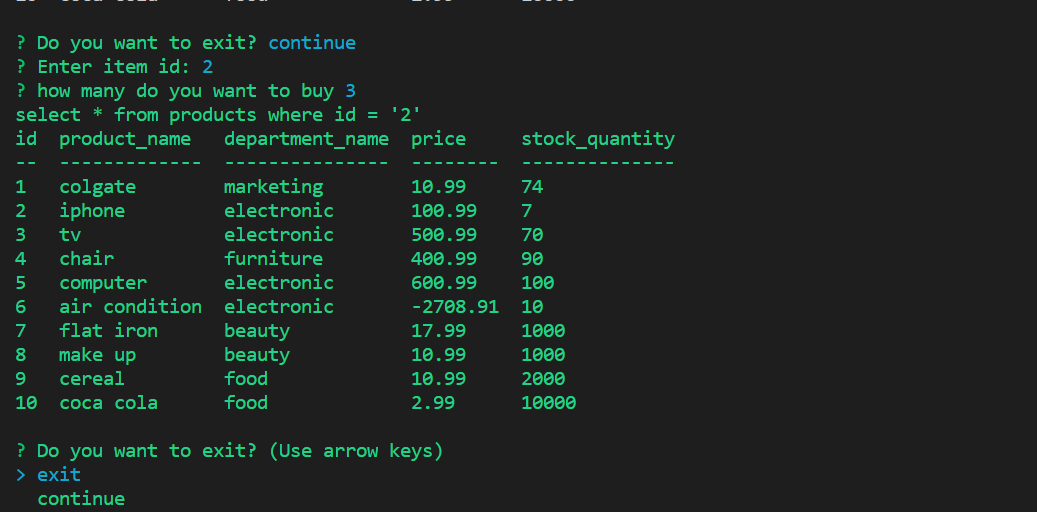 ? Do you want to exit? continue
? Enter item id: 2
? how many do you want to buy 3
select * from products where id = '2'
id  product_name   department_name  price     stock_quantity
--  -------------  ---------------  --------  --------------
1   colgate        marketing        10.99     74
2   iphone         electronic       100.99    7
3   tv             electronic       500.99    70
4   chair          furniture        400.99    90
5   computer       electronic       600.99    100
6   air condition  electronic       -2708.91  10
7   flat iron      beauty           17.99     1000
8   make up        beauty           10.99     1000
9   cereal         food             10.99     2000
10  coca cola      food             2.99      10000
? Do you want to exit? (Use arrow keys)
> exit
  continue